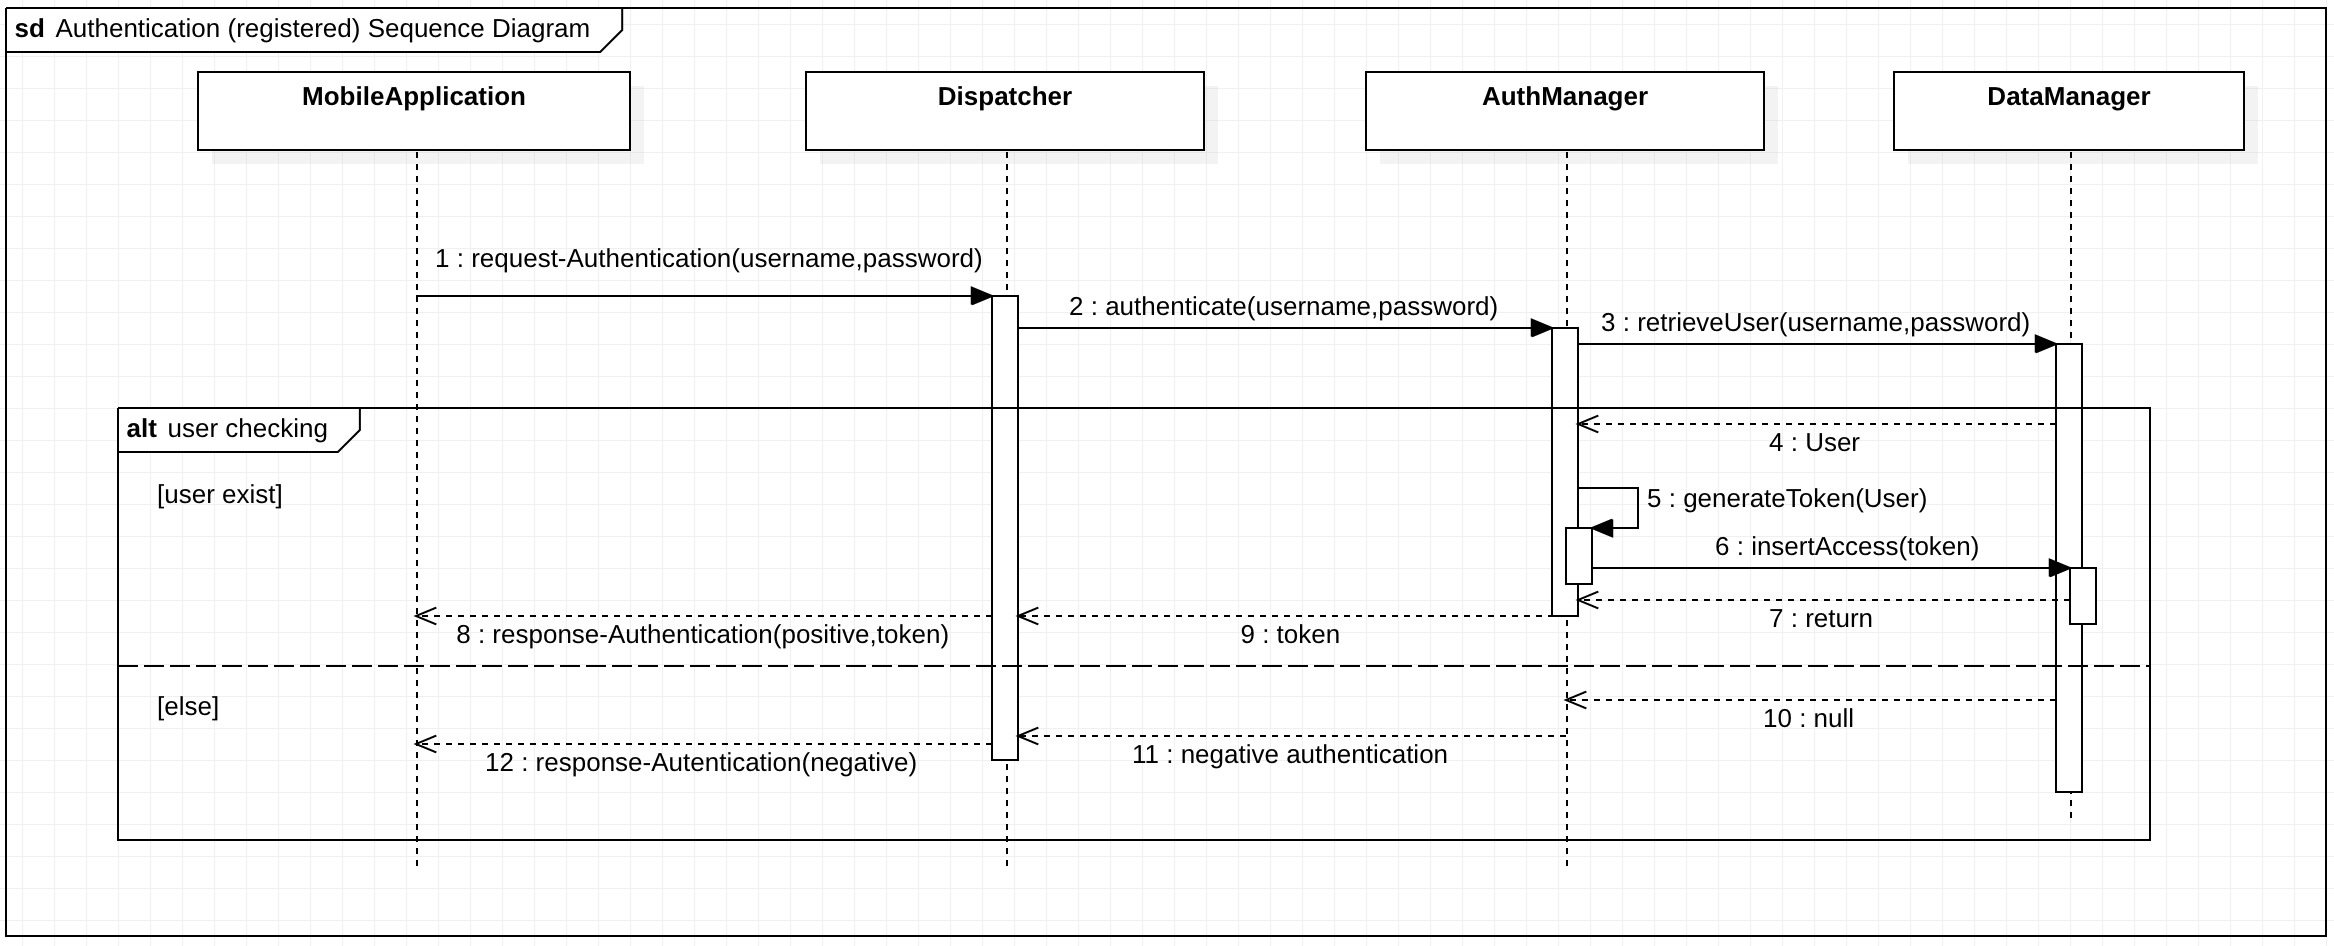 sd Authentication (registered) Sequence Diagram
MobileApplication
Dispatcher
AuthManager
DataManager
1 : request-Authentication(username,password)
2 : authenticate(username,password)
3 : retrieveUser(username,password)
alt user checking
4 : User
[user exist]
5 : generateToken(User)
6 : insertAccess(token)
7 : return
8 : response-Authentication(positive,token)
9 : token
[else]
10 : null
11 : negative authentication
12 : response-Autentication(negative)